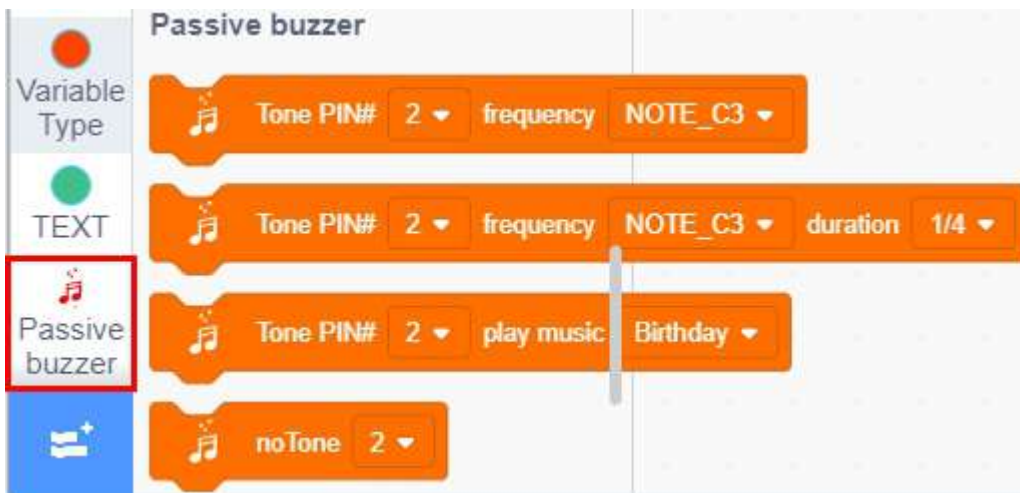 Passive buzzer
Variable
Type
TEXT
Passive
buzzer
Tone PIN# 2 frequency NOTE_C3
Tone PIN# 2 frequency NOTE_C3 duration 1/4
Tone PIN# 2 play music Birthday
noTone 2